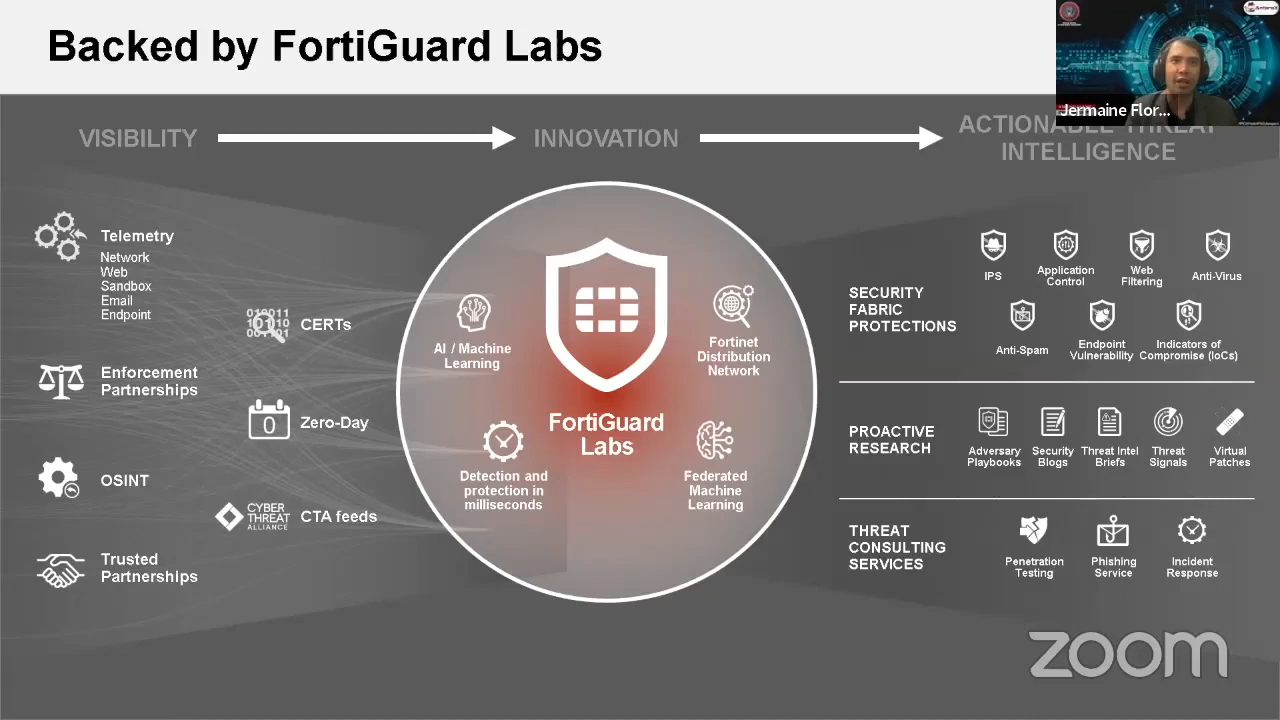 Backed by FortiGuard Labs
Jermaine Flor...
VISIBILITY
INNOVATION
ACTIONABLE THREAT
INTELLIGENCE
Telemetry
Network
Web
Sandbox
Email
Endpoint
Enforcement
Partnerships
OSINT
Trusted
Partnerships
010011
CERTs
0
Zero-Day
CYBER
THREAT
ALLIANCE
CTA feeds
AI / Machine
Learning
Fortinet
Distribution
Network
FortiGuard
Labs
Detection and
protection in
milliseconds
Federated
Machine
Learning
SECURITY
FABRIC
PROTECTIONS
IPS
Application
Control
Web
Filtering
Anti-Virus
Anti-Spam
Endpoint
Vulnerability
Indicators of
Compromise (IoCs)
PROACTIVE
RESEARCH
Adversary
Playbooks
Security
Blogs
Threat Intel
Briefs
Threat
Signals
Virtual
Patches
THREAT
CONSULTING
SERVICES
Penetration
Testing
Phishing
Service
Incident
Response
zoom